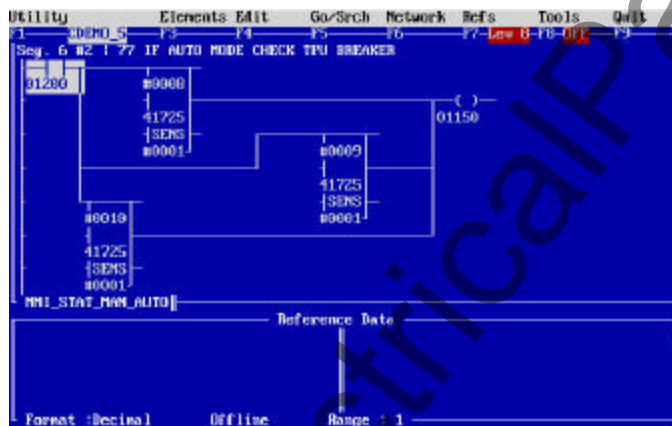 Utility Elements Edit Go/Srch Network Refs Tools Quit
F1 XDEMO_S F3 F4 F5 F6 F7-Lev 8-F8-OFF F9
Seg. 6 #2 / 77 IF AUTO MODE CHECK TPU BREAKER
01200 #0008
( )
41725 01150
SENS
#0001 #0009
41725
SENS
#0010 #0001
41725
SENS
#0001
MMI_STAT_MAN_AUTO
Reference Data
Format :Decimal Offline Range : 1
ctricalP